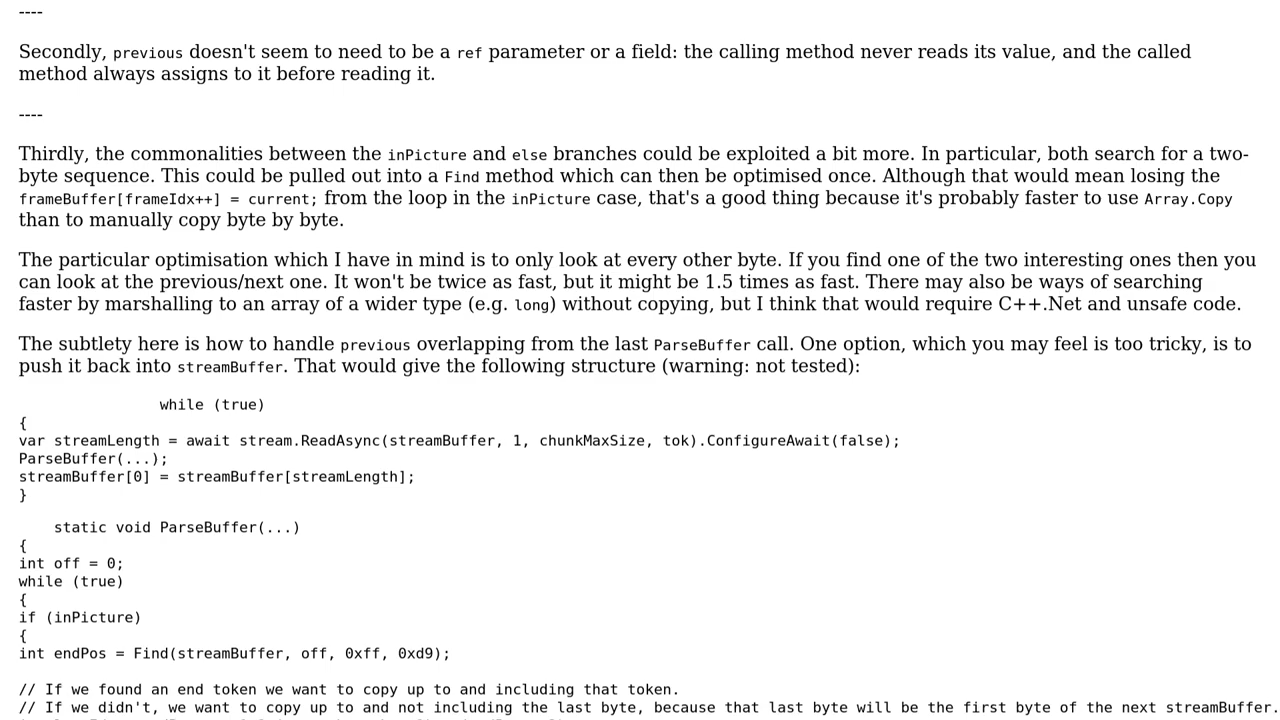 ----
Secondly, previous doesn't seem to need to be a ref parameter or a field: the calling method never reads its value, and the called
method always assigns to it before reading it.
----
Thirdly, the commonalities between the inPicture and else branches could be exploited a bit more. In particular, both search for a two-
byte sequence. This could be pulled out into a Find method which can then be optimised once. Although that would mean losing the
frameBuffer[frameIdx++] = current; from the loop in the inPicture case, that's a good thing because it's probably faster to use Array.Copy
than to manually copy byte by byte.
The particular optimisation which I have in mind is to only look at every other byte. If you find one of the two interesting ones then you
can look at the previous/next one. It won't be twice as fast, but it might be 1.5 times as fast. There may also be ways of searching
faster by marshalling to an array of a wider type (e.g. long) without copying, but I think that would require C++.Net and unsafe code.
The subtlety here is how to handle previous overlapping from the last ParseBuffer call. One option, which you may feel is too tricky, is to
push it back into streamBuffer. That would give the following structure (warning: not tested):
while (true)
{
var streamLength = await stream.ReadAsync(streamBuffer, 1, chunkMaxSize, tok).ConfigureAwait(false);
ParseBuffer(...);
streamBuffer[0] = streamBuffer[streamLength];
}
static void ParseBuffer(...)
{
int off = 0;
while (true)
{
if (inPicture)
{
int endPos = Find(streamBuffer, off, 0xff, 0xd9);
// If we found an end token we want to copy up to and including that token.
// If we didn't, we want to copy up to and not including the last byte, because that last byte will be the first byte of the next streamBuffer.